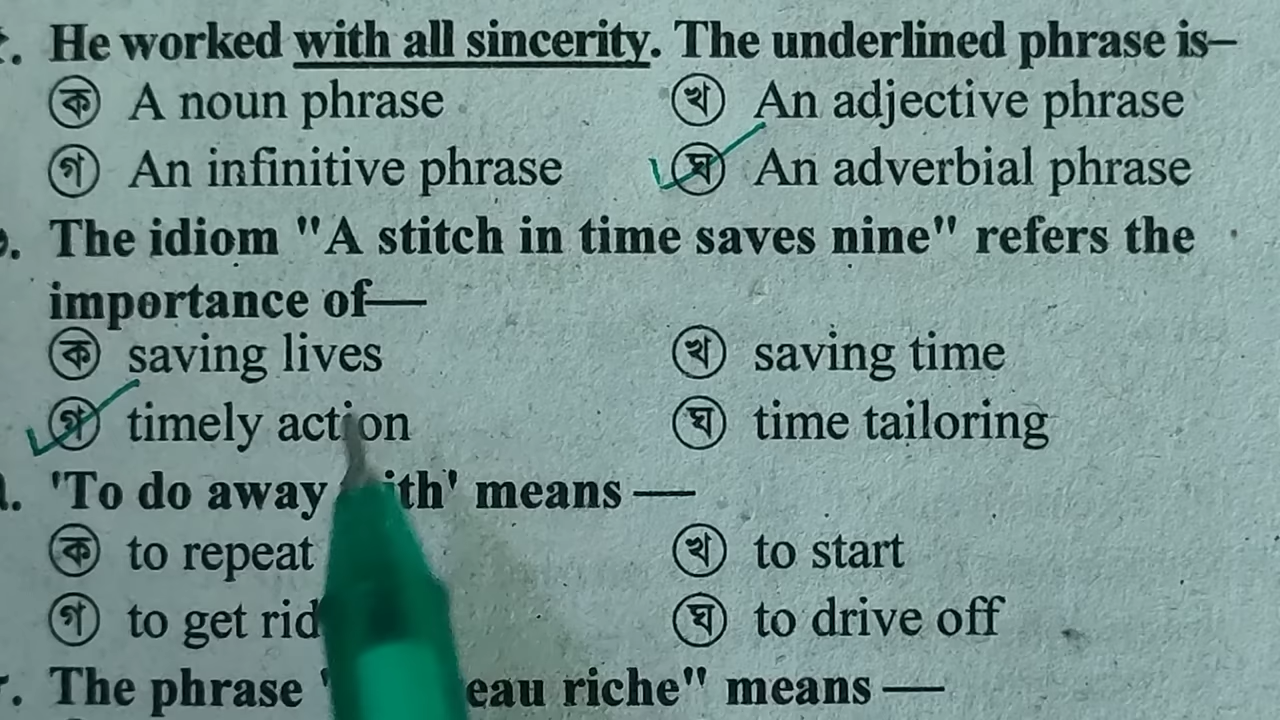 . He worked with all sincerity. The underlined phrase is–
ক A noun phrase খ An adjective phrase
গ An infinitive phrase ঘ An adverbial phrase
. The idiom "A stitch in time saves nine" refers the
importance of—
ক saving lives খ saving time
গ timely action ঘ time tailoring
. 'To do away means —
ক to repeat খ to start
গ to get rid ঘ to drive off
. The phrase riche" means —